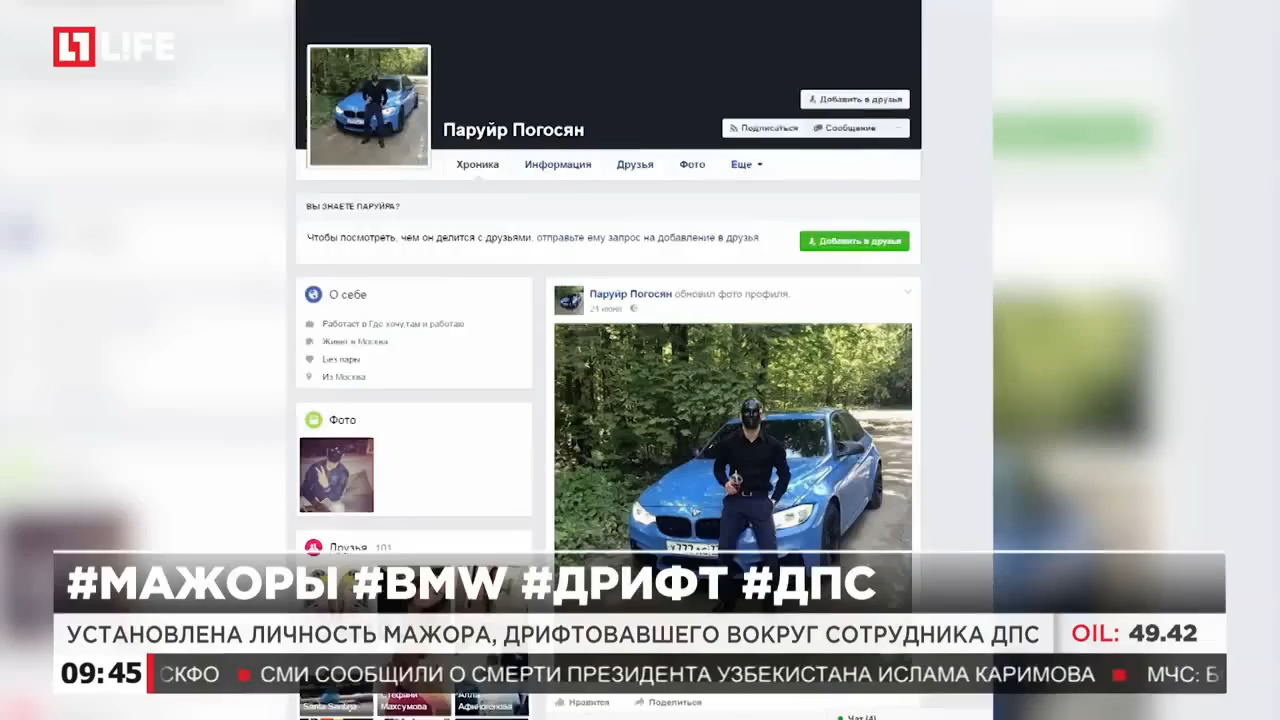 LIFE
Добавить в друзья
Паруйр Погосян
Подписаться Сообщение
Хроника Информация Друзья Фото Еще
ВЫ ЗНАЕТЕ ПАРУЙРА?
Чтобы посмотреть, чем он делится с друзьями, отправьте ему запрос на добавление в друзья
Добавить в друзья
О себе
Работает в Где хочу,там и работаю
Живет в Москва
Без пары
Из Москва
Паруйр Погосян обновил фото профиля.
24 июня
Фото
Друзья 101
#МАЖОРЫ #BMW #ДРИФТ #ДПС
УСТАНОВЛЕНА ЛИЧНОСТЬ МАЖОРА, ДРИФТОВАВШЕГО ВОКРУГ СОТРУДНИКА ДПС
OIL: 49.42
09:45
СКФО ■ СМИ СООБЩИЛИ О СМЕРТИ ПРЕЗИДЕНТА УЗБЕКИСТАНА ИСЛАМА КАРИМОВА ■ МЧС: Б
Стефани
Максумова
Алла
Нравится Поделиться
Чат (4)